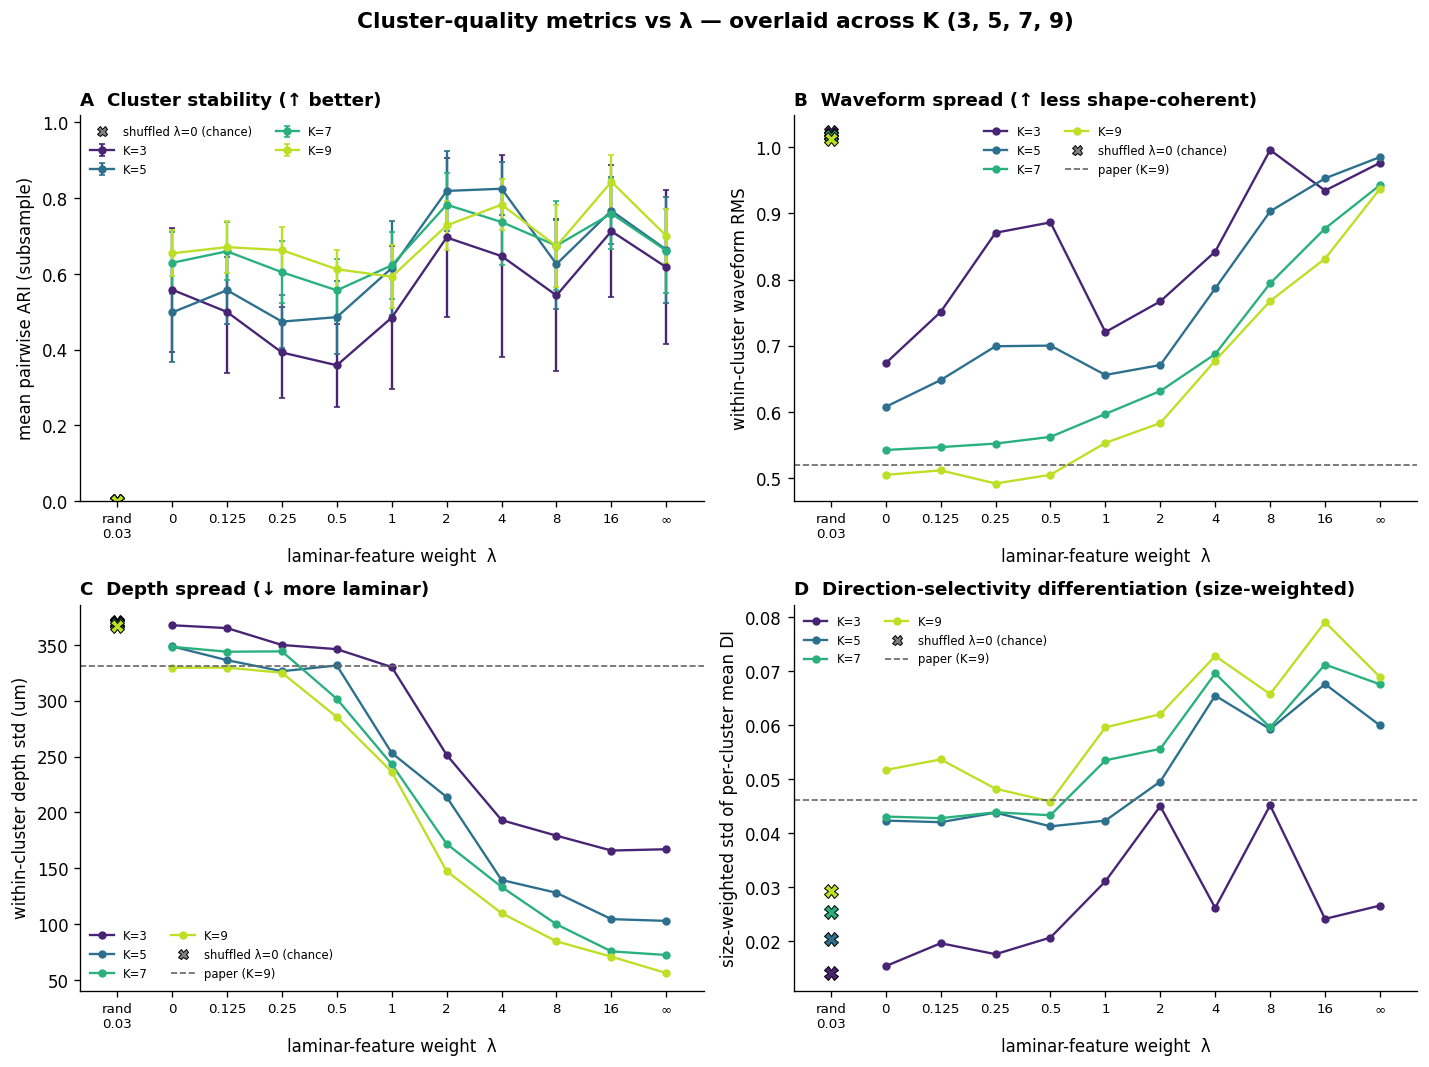 Cluster-quality metrics vs λ — overlaid across K (3, 5, 7, 9)
A Cluster stability (↑ better)
mean pairwise ARI (subsample)
1.0
0.8
0.6
0.4
0.2
0.0
shuffled λ=0 (chance)
K=3
K=5
K=7
K=9
rand
0.03
0
0.125
0.25
0.5
1
2
4
8
16
∞
laminar-feature weight λ
B Waveform spread (↑ less shape-coherent)
within-cluster waveform RMS
1.0
0.9
0.8
0.7
0.6
0.5
K=3
K=5
K=7
K=9
shuffled λ=0 (chance)
paper (K=9)
rand
0.03
0
0.125
0.25
0.5
1
2
4
8
16
∞
laminar-feature weight λ
C Depth spread (↓ more laminar)
within-cluster depth std (um)
350
300
250
200
150
100
50
K=3
K=5
K=7
K=9
shuffled λ=0 (chance)
paper (K=9)
rand
0.03
0
0.125
0.25
0.5
1
2
4
8
16
∞
laminar-feature weight λ
D Direction-selectivity differentiation (size-weighted)
size-weighted std of per-cluster mean DI
0.08
0.07
0.06
0.05
0.04
0.03
0.02
K=3
K=5
K=7
K=9
shuffled λ=0 (chance)
paper (K=9)
rand
0.03
0
0.125
0.25
0.5
1
2
4
8
16
∞
laminar-feature weight λ